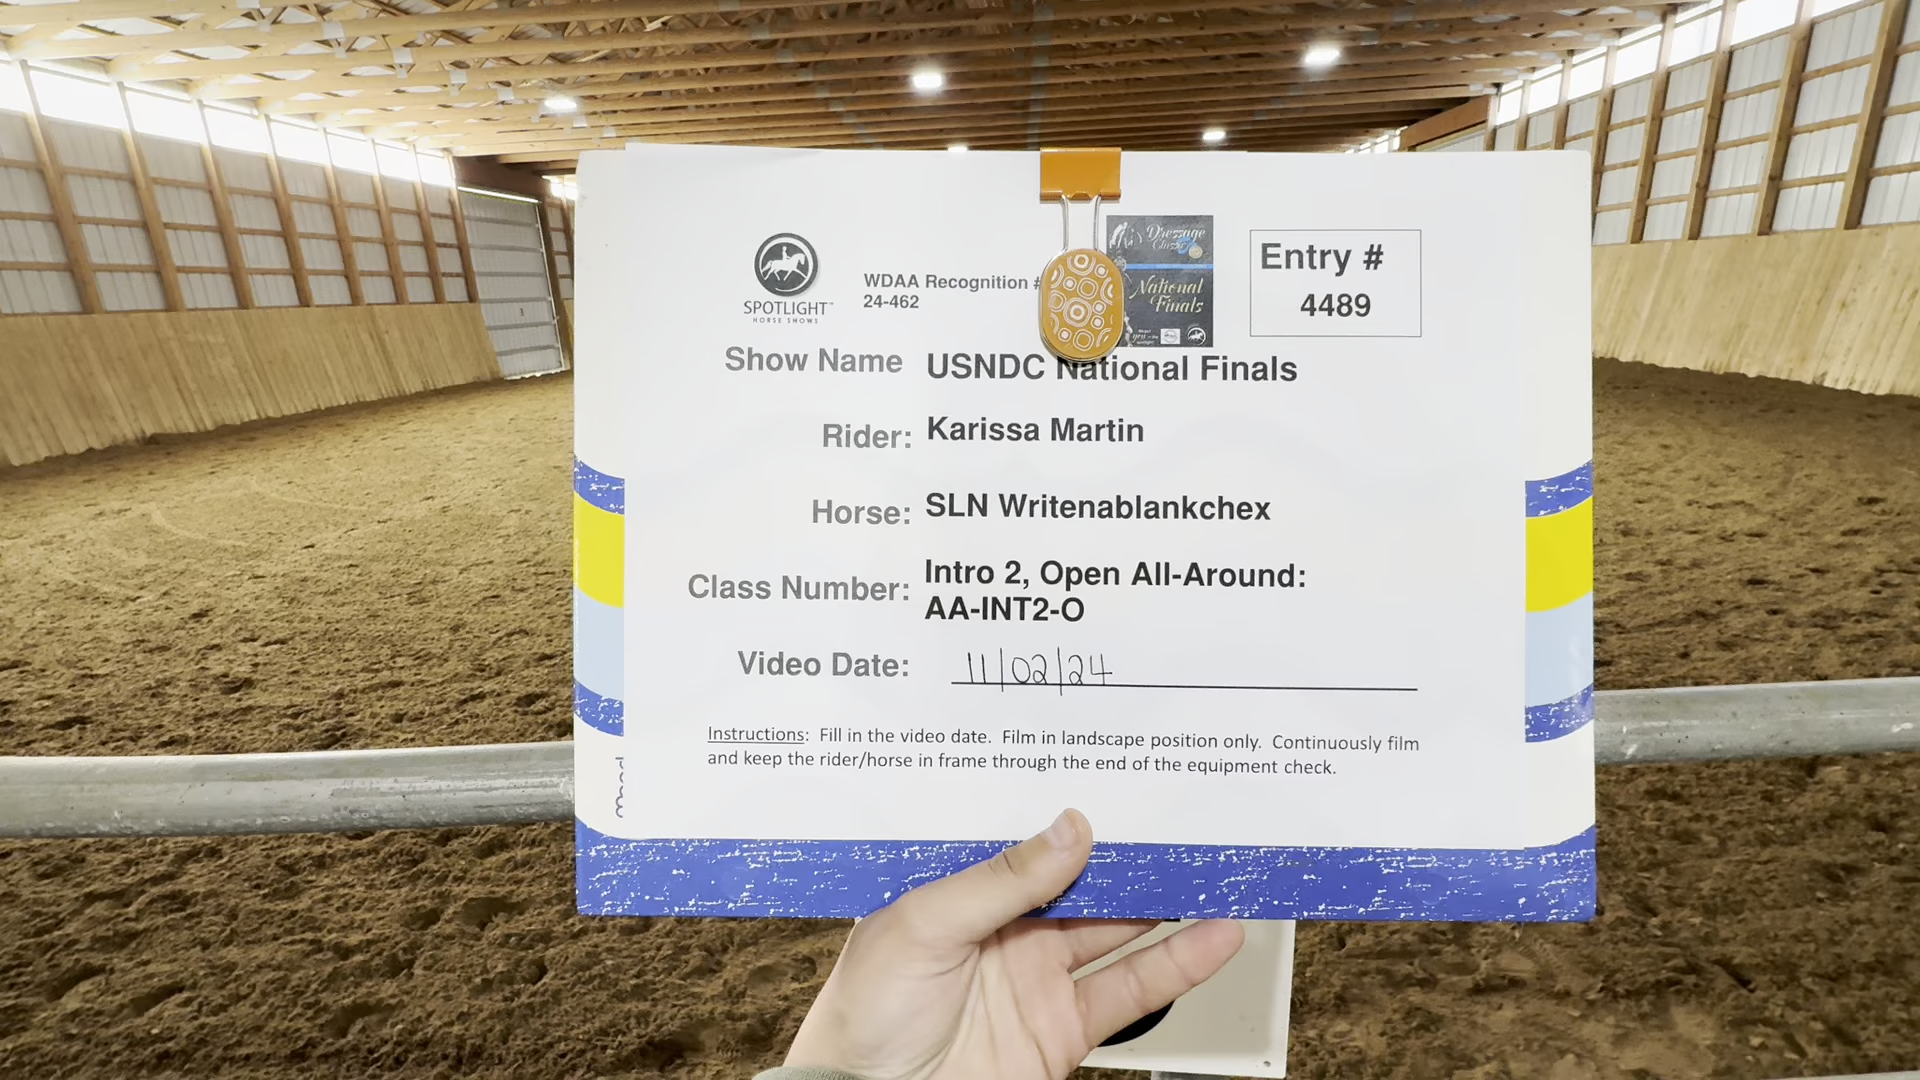 SPOTLIGHT
HORSE SHOWS
WDAA Recognition #
24-462
Dressage
National
Finals
Entry #
4489
Show Name USNDC National Finals
Rider: Karissa Martin
Horse: SLN Writenablankchex
Class Number: Intro 2, Open All-Around:
AA-INT2-O
Video Date: 11/02/24
Instructions: Fill in the video date. Film in landscape position only. Continuously film
and keep the rider/horse in frame through the end of the equipment check.